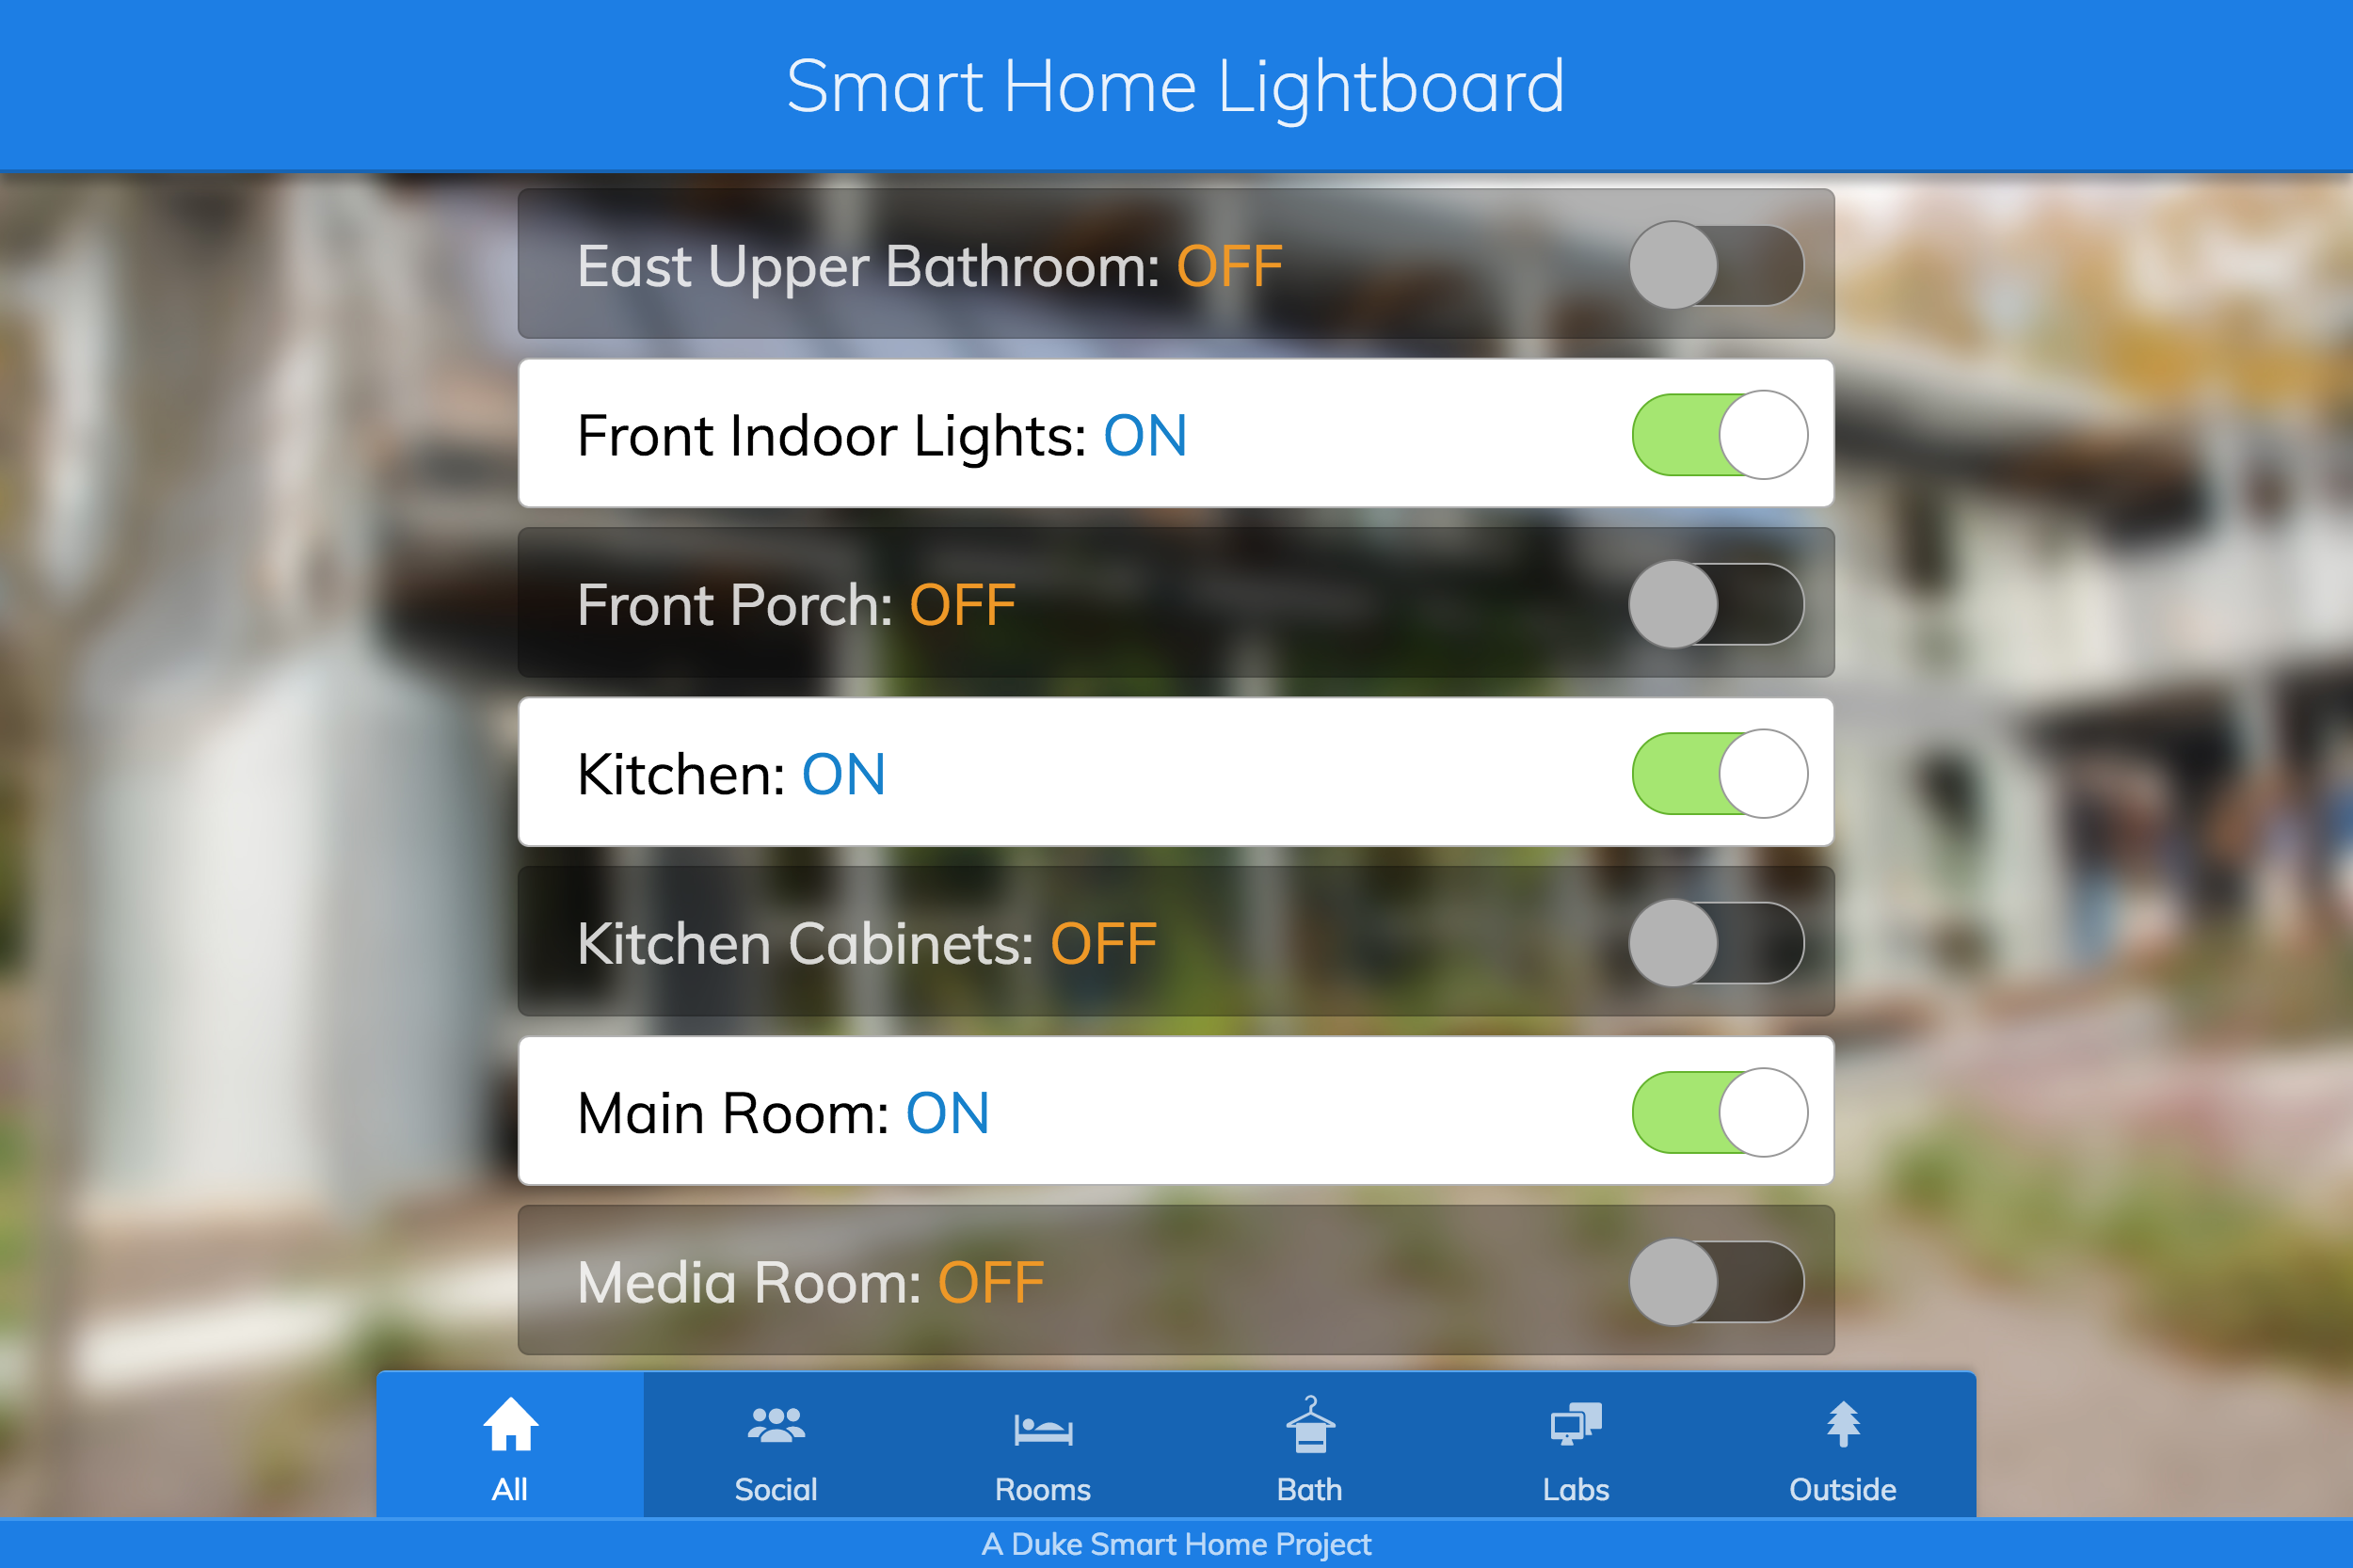 Smart Home Lightboard
East Upper Bathroom: OFF
Front Indoor Lights: ON
Front Porch: OFF
Kitchen: ON
Kitchen Cabinets: OFF
Main Room: ON
Media Room: OFF
All Social Rooms Bath Labs Outside
A Duke Smart Home Project